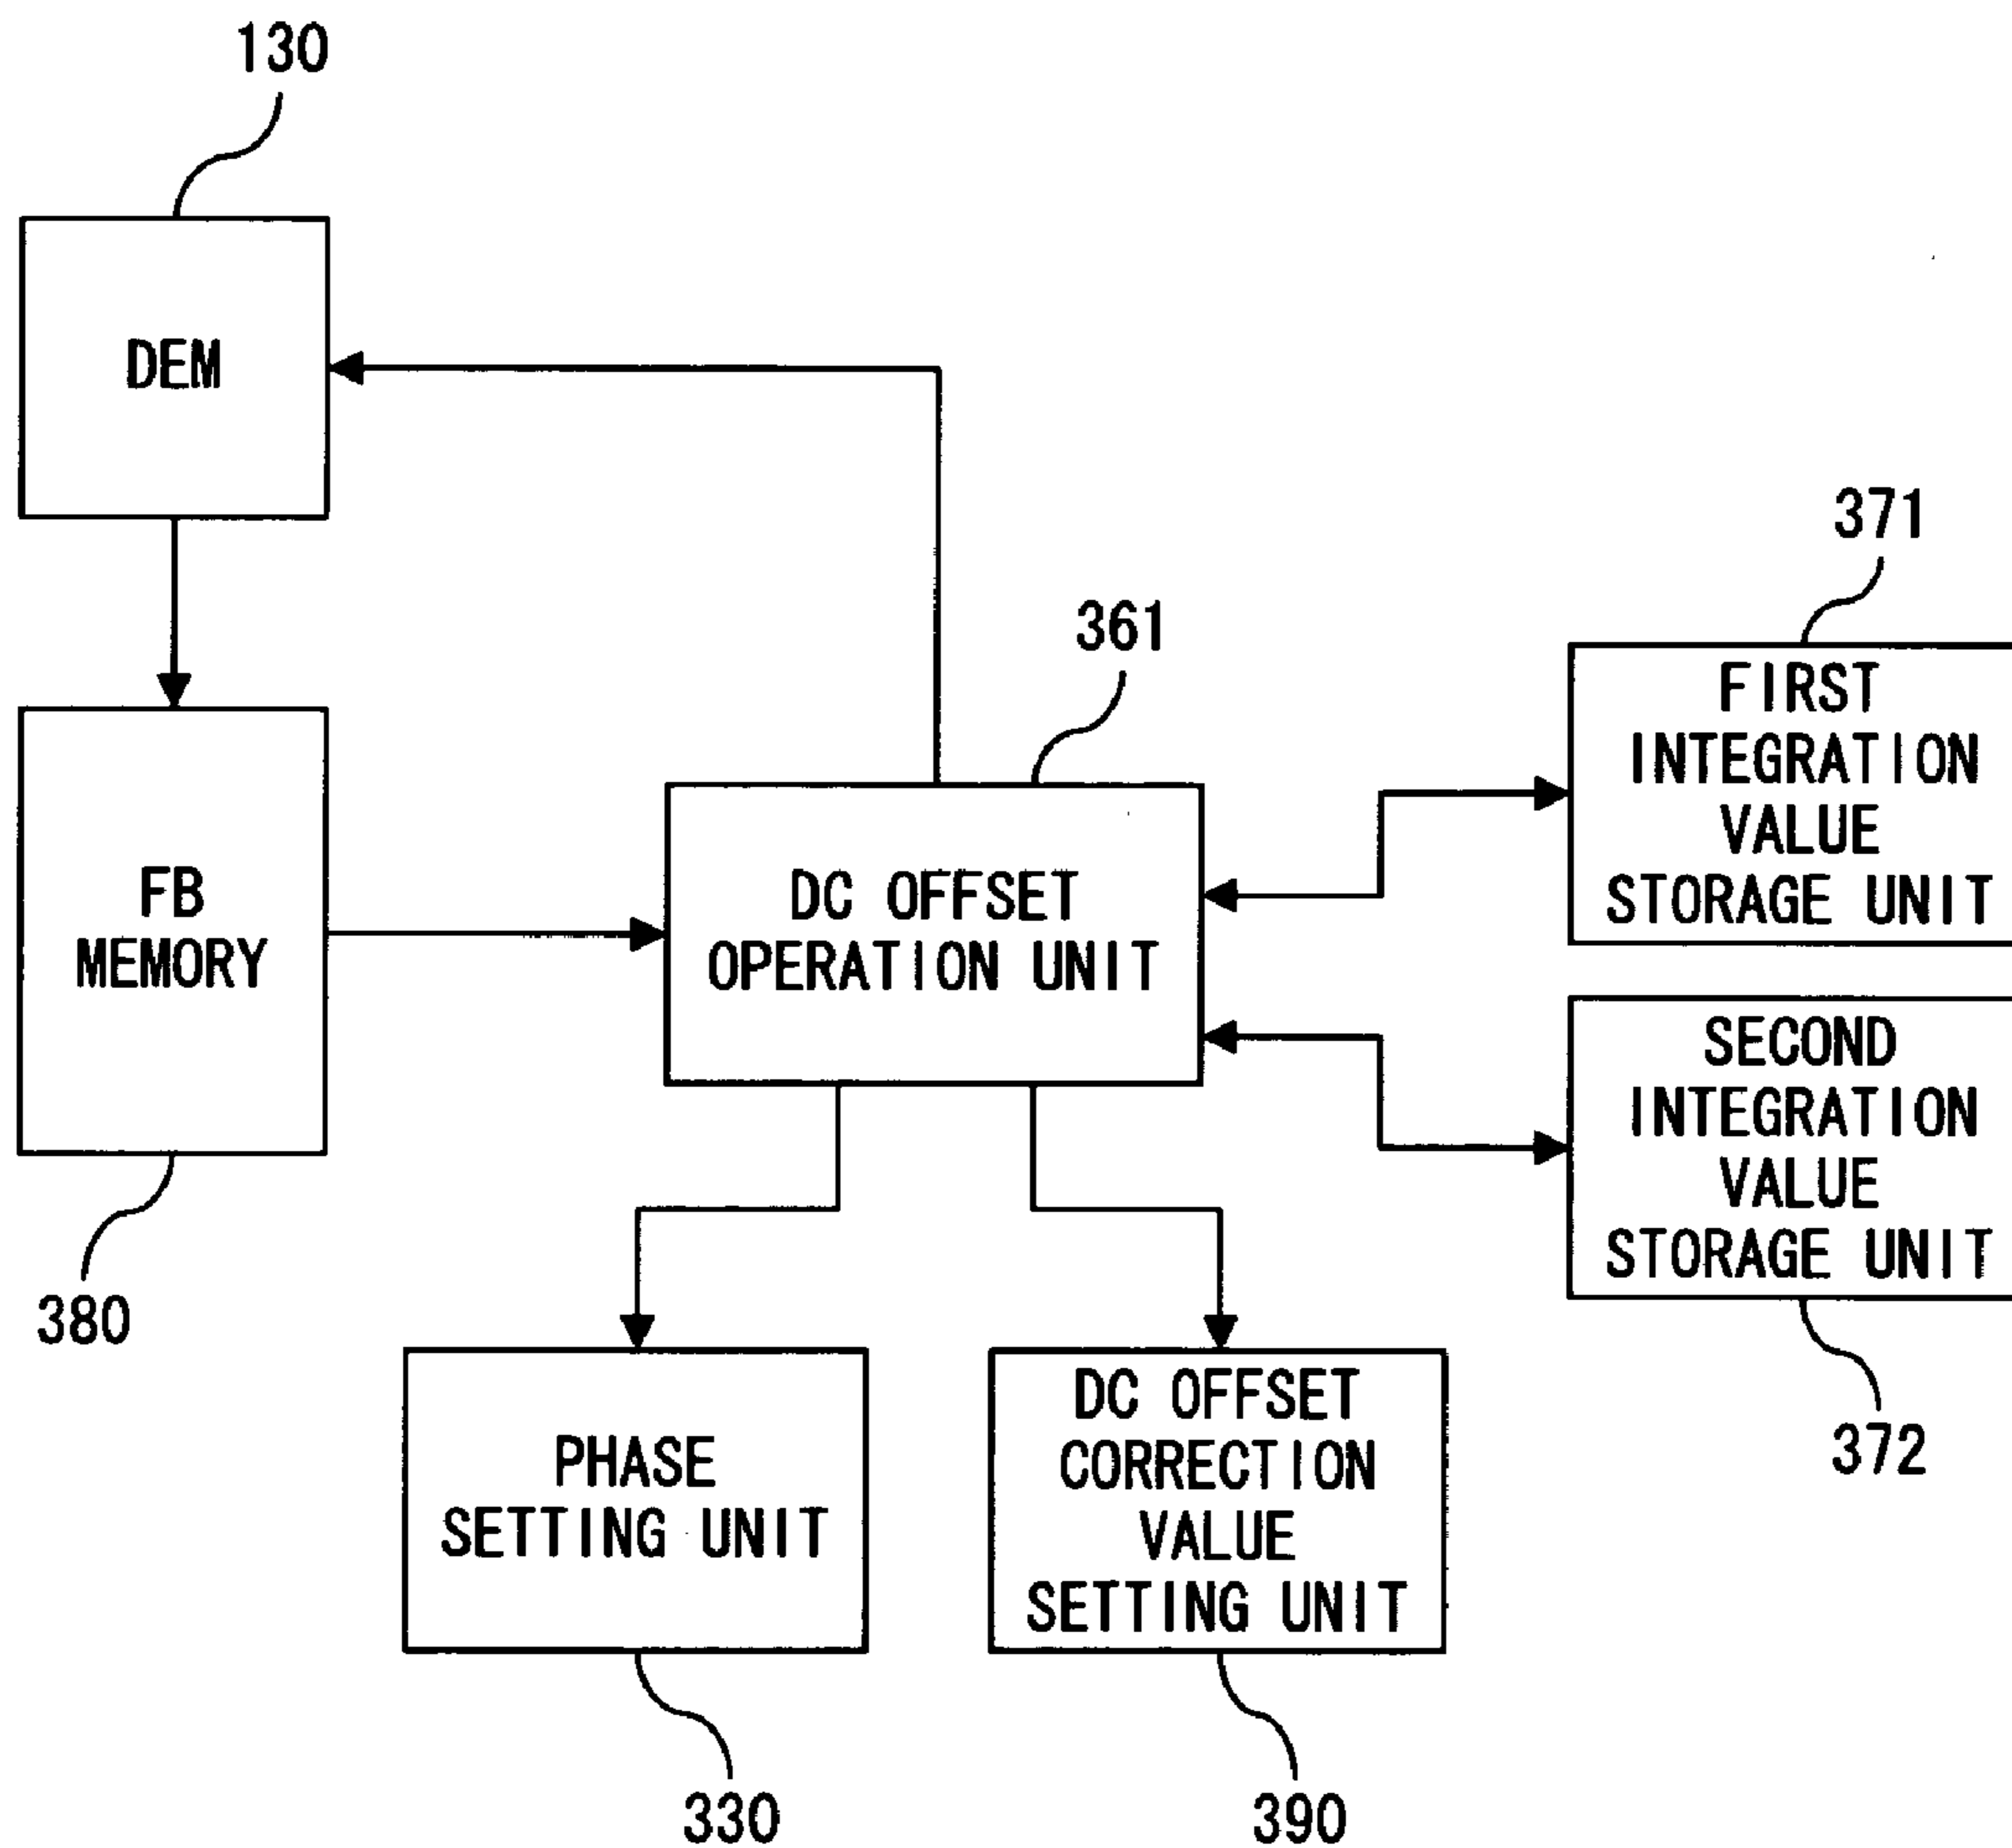 130
DEM
371
361
FIRST
INTEGRATION
VALUE
STORAGE UNIT
FB
MEMORY
DC OFFSET
OPERATION UNIT
SECOND
INTEGRATION
VALUE
STORAGE UNIT
380
372
PHASE
SETTING UNIT
DC OFFSET
CORRECTION
VALUE
SETTING UNIT
330
390